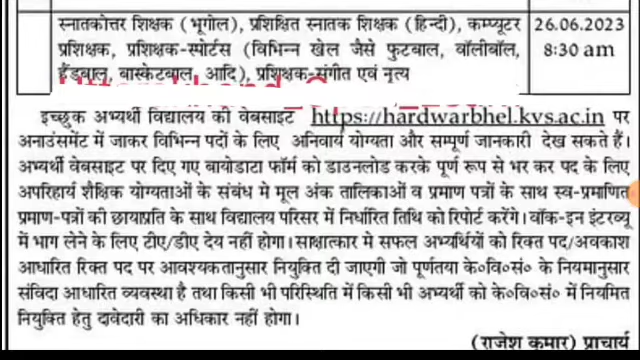 स्नातकोत्तर शिक्षक (भूगोल), प्रशिक्षित स्नातक शिक्षक (हिन्दी), कम्प्यूटर
प्रशिक्षक, प्रशिक्षक-स्पोर्टस (विभिन्न खेल जैसे फुटबाल, वॉलीबॉल,
हैंडबाल, बास्केटबाल, आदि), प्रशिक्षक-संगीत एवं नृत्य
26.06.2023
8:30 am
इच्छुक अभ्यर्थी विद्यालय की वेबसाइट https://hardwarbhel.kvs.ac.in पर
अनाउंसमेंट में जाकर विभिन्न पदों के लिए अनिवार्य योग्यता और सम्पूर्ण जानकारी देख सकते हैं।
अभ्यर्थी वेबसाइट पर दिए गए बायोडाटा फॉर्म को डाउनलोड करके पूर्ण रूप से भर कर पद के लिए
अपरिहार्य शैक्षिक योग्यताओं के संबंध मे मूल अंक तालिकाओं व प्रमाण पत्रों के साथ स्व-प्रमाणित
प्रमाण-पत्रों की छायाप्रति के साथ विद्यालय परिसर में निर्धारित तिथि को रिपोर्ट करेंगे। वॉक-इन इंटरव्यू
में भाग लेने के लिए टीए/डीए देय नहीं होगा। साक्षात्कार मे सफल अभ्यर्थियों को रिक्त पद/अवकाश
आधारित रिक्त पद पर आवश्यकतानुसार नियुक्ति दी जाएगी जो पूर्णतया के०वि०सं० के नियमानुसार
संविदा आधारित व्यवस्था है तथा किसी भी परिस्थिति में किसी भी अभ्यर्थी को के०वि०सं० में नियमित
नियुक्ति हेतु दावेदारी का अधिकार नहीं होगा।
(राजेश कुमार) प्राचार्य